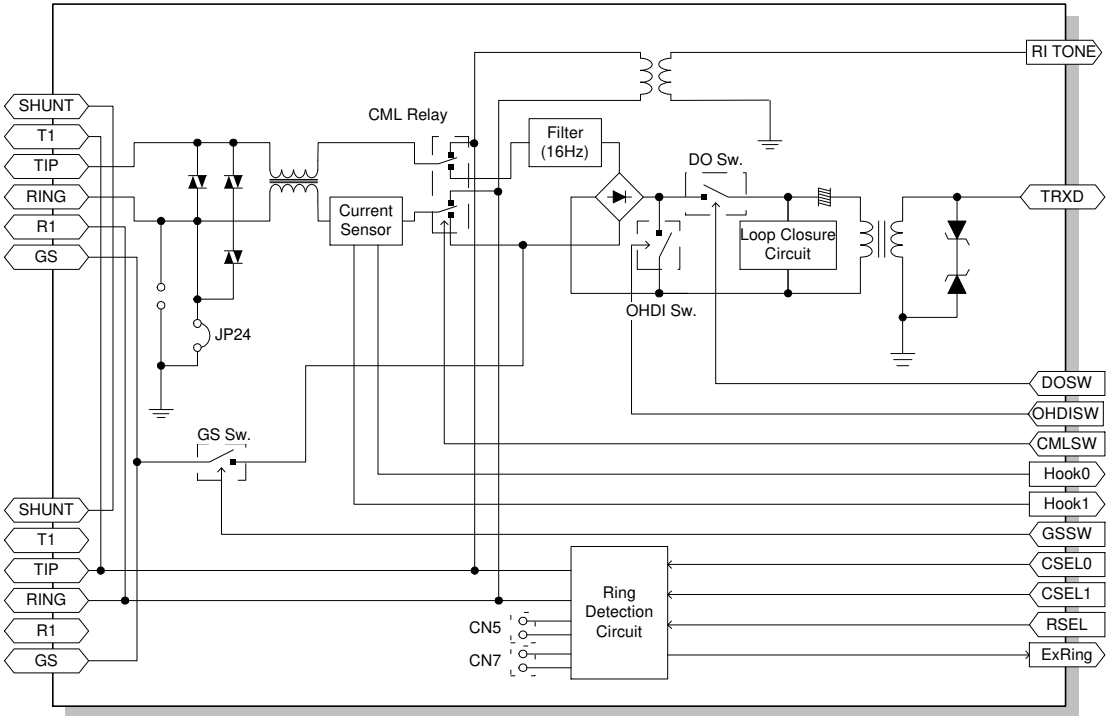 RI TONE
SHUNT
T1
TIP
RING
R1
GS
CML Relay
Filter
(16Hz)
DO Sw.
TRXD
Current
Sensor
Loop Closure
Circuit
OHDI Sw.
JP24
GS Sw.
DOSW
OHDISW
CMLSW
Hook0
Hook1
GSSW
CSEL0
CSEL1
RSEL
ExRing
SHUNT
T1
TIP
RING
R1
GS
Ring
Detection
Circuit
CN5
CN7